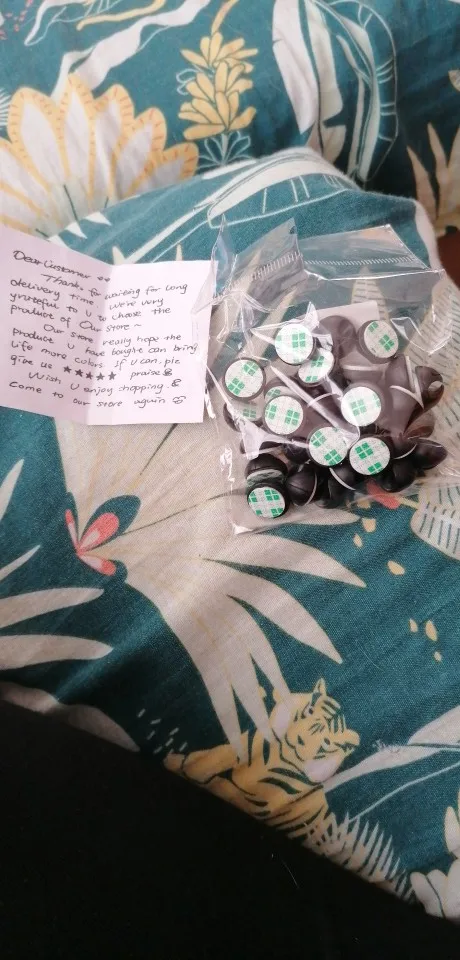 Dear Customer
Thanks for waiting for long
delivery time. We're very
grateful to U to choose the
product of Our store~
Our store really hope the
product U have bought can bring
life more colors. If U can, plz
give us ★★★★★ praise
Wish U enjoy shopping &
come to our store again